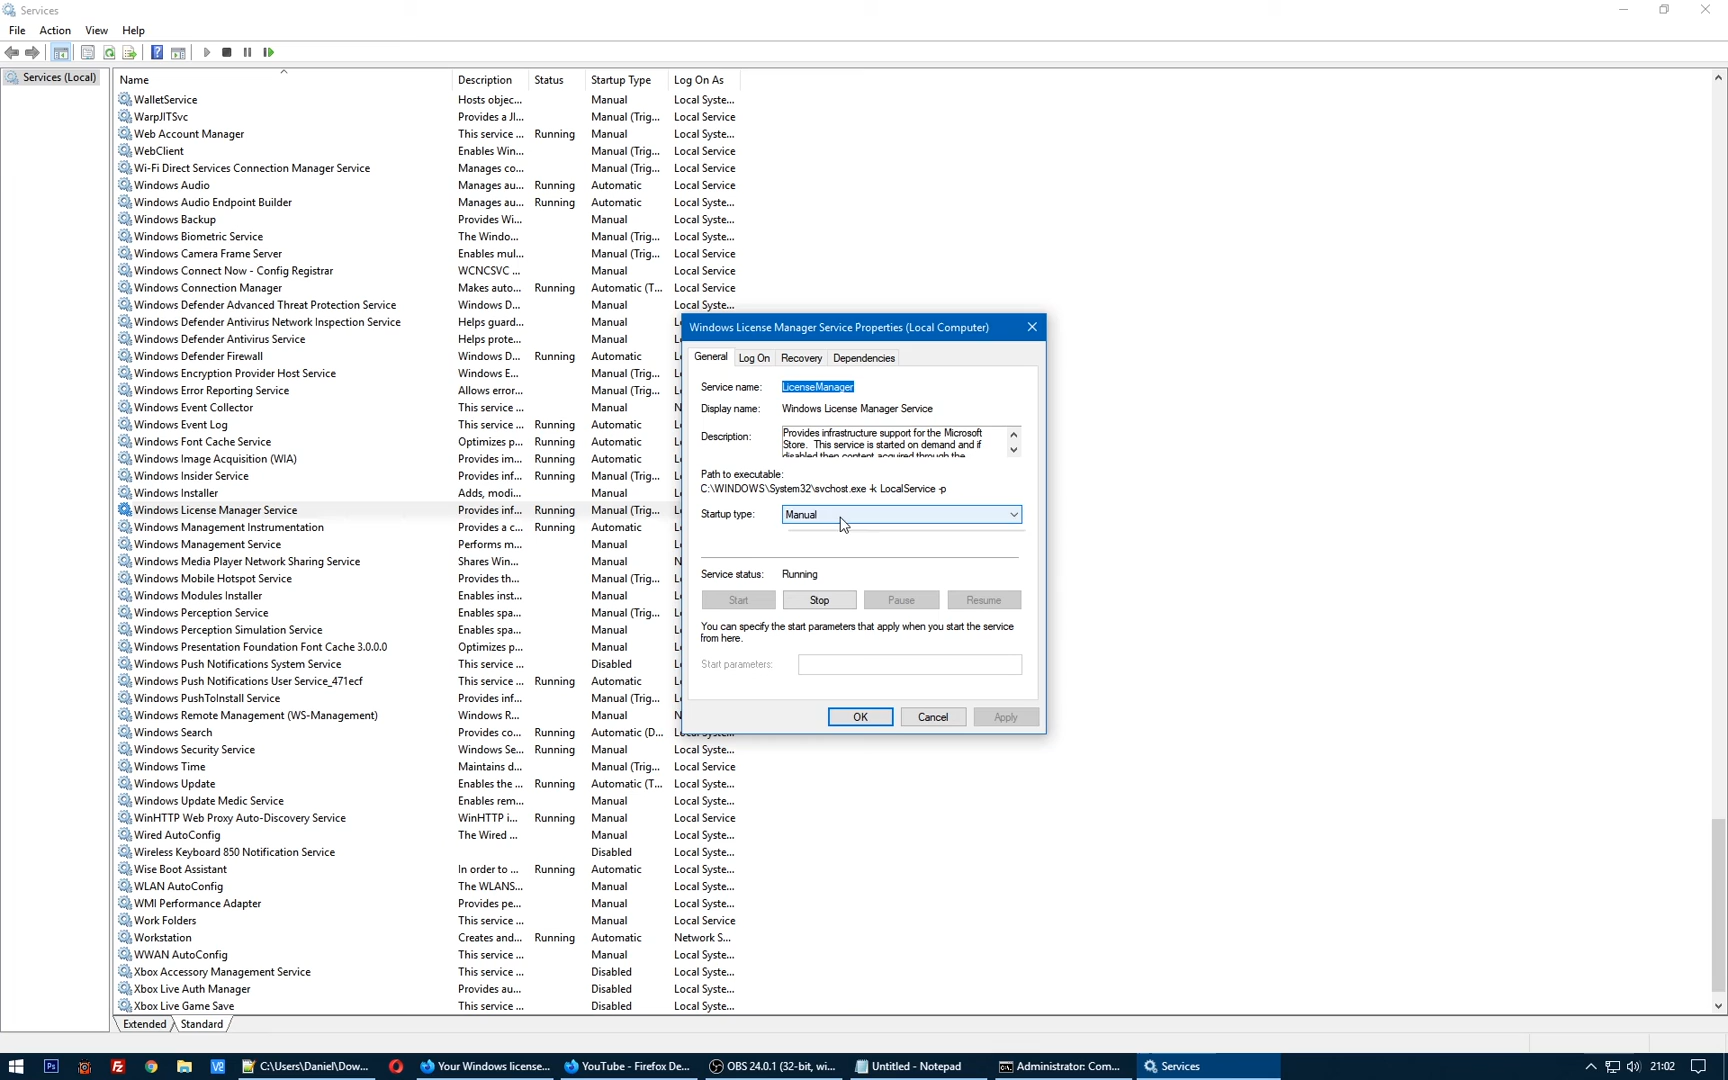 Services
File Action View Help
Services (Local)
Name Description Status Startup Type Log On As
WalletService Hosts objec... Manual Local Syste...
WarpJITSvc Provides a JI... Manual (Trig... Local Service
Web Account Manager This service ... Running Manual Local Syste...
WebClient Enables Win... Manual (Trig... Local Service
Wi-Fi Direct Services Connection Manager Service Manages co... Manual (Trig... Local Service
Windows Audio Manages au... Running Automatic Local Service
Windows Audio Endpoint Builder Manages au... Running Automatic Local Syste...
Windows Backup Provides Wi... Manual Local Syste...
Windows Biometric Service The Windo... Manual (Trig... Local Syste...
Windows Camera Frame Server Enables mul... Manual (Trig... Local Service
Windows Connect Now - Config Registrar WCNCSVC ... Manual Local Service
Windows Connection Manager Makes auto... Running Automatic (T... Local Service
Windows Defender Advanced Threat Protection Service Windows D... Manual Local Syste...
Windows Defender Antivirus Network Inspection Service Helps guard... Manual
Windows Defender Antivirus Service Helps prote... Manual
Windows Defender Firewall Windows D... Running Automatic
Windows Encryption Provider Host Service Windows E... Manual (Trig...
Windows Error Reporting Service Allows error... Manual (Trig...
Windows Event Collector This service ... Manual
Windows Event Log This service ... Running Automatic
Windows Font Cache Service Optimizes p... Running Automatic
Windows Image Acquisition (WIA) Provides im... Running Automatic
Windows Insider Service Provides inf... Running Manual (Trig...
Windows Installer Adds, modi... Manual
Windows License Manager Service Provides inf... Running Manual (Trig...
Windows Management Instrumentation Provides a c... Running Automatic
Windows Management Service Performs m... Manual
Windows Media Player Network Sharing Service Shares Win... Manual
Windows Mobile Hotspot Service Provides th... Manual (Trig...
Windows Modules Installer Enables inst... Manual
Windows Perception Service Enables spa... Manual (Trig...
Windows Perception Simulation Service Enables spa... Manual
Windows Presentation Foundation Font Cache 3.0.0.0 Optimizes p... Manual
Windows Push Notifications System Service This service ... Disabled
Windows Push Notifications User Service_471ecf This service ... Running Automatic
Windows PushToInstall Service Provides inf... Manual (Trig...
Windows Remote Management (WS-Management) Windows R... Manual
Windows Search Provides co... Running Automatic (D... Local Syste...
Windows Security Service Windows Se... Running Manual Local Syste...
Windows Time Maintains d... Manual (Trig... Local Service
Windows Update Enables the ... Running Automatic (T... Local Syste...
Windows Update Medic Service Enables rem... Manual Local Syste...
WinHTTP Web Proxy Auto-Discovery Service WinHTTP i... Running Manual Local Service
Wired AutoConfig The Wired ... Manual Local Syste...
Wireless Keyboard 850 Notification Service Disabled Local Syste...
Wise Boot Assistant In order to ... Running Automatic Local Syste...
WLAN AutoConfig The WLANS... Manual Local Syste...
WMI Performance Adapter Provides pe... Manual Local Syste...
Work Folders This service ... Manual Local Service
Workstation Creates and... Running Automatic Network S...
WWAN AutoConfig This service ... Manual Local Syste...
Xbox Accessory Management Service This service ... Disabled Local Syste...
Xbox Live Auth Manager Provides au... Disabled Local Syste...
Xbox Live Game Save This service ... Disabled Local Syste...
Extended Standard
Windows License Manager Service Properties (Local Computer)
General Log On Recovery Dependencies
Service name: LicenseManager
Display name: Windows License Manager Service
Description: Provides infrastructure support for the Microsoft
Store. This service is started on demand and if
disabled then content acquired through the
Path to executable:
C:\WINDOWS\System32\svchost.exe -k LocalService -p
Startup type: Manual
Service status: Running
Start Stop Pause Resume
You can specify the start parameters that apply when you start the service
from here.
Start parameters:
OK Cancel Apply
C:\Users\Daniel\Dow... Your Windows license... YouTube - Firefox De... OBS 24.0.1 (32-bit, wi... Untitled - Notepad Administrator: Com... Services 21:02